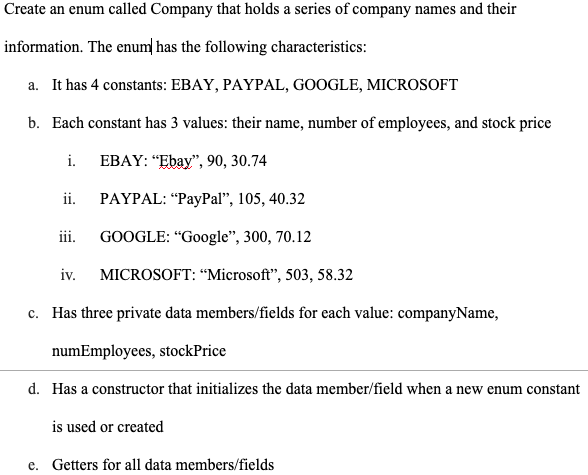 Create an enum called Company that holds a series of company names and their
information. The enum has the following characteristics:
a. It has 4 constants: EBAY, PAYPAL, GOOGLE, MICROSOFT
b. Each constant has 3 values: their name, number of employees, and stock price
i. EBAY: “Ebay”, 90, 30.74
ii. PAYPAL: “PayPal”, 105, 40.32
iii. GOOGLE: “Google”, 300, 70.12
iv. MICROSOFT: “Microsoft”, 503, 58.32
c. Has three private data members/fields for each value: companyName,
numEmployees, stockPrice
d. Has a constructor that initializes the data member/field when a new enum constant
is used or created
e. Getters for all data members/fields